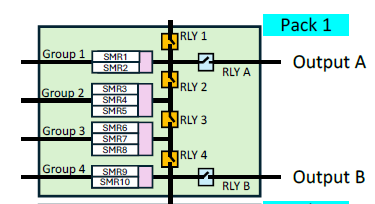 Pack 1
RLY 1
Group 1
SMR1
SMR2
RLY A
Output A
Group 2
SMR3
SMR4
SMR5
RLY 2
Group 3
SMR6
SMR7
SMR8
RLY 3
RLY 4
Group 4
SMR9
SMR10
RLY B
Output B